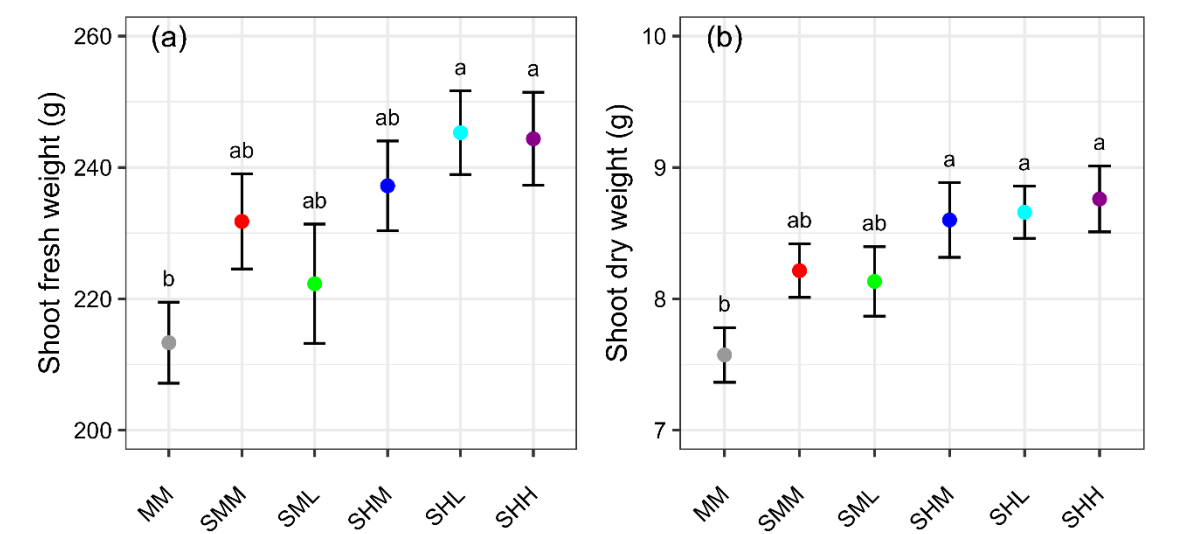 (a)
Shoot fresh weight (g)
260
240
220
200
b
ab
ab
ab
a
a
MM
SMM
SML
SHM
SHL
SHH
(b)
Shoot dry weight (g)
10
9
8
7
b
ab
ab
a
a
a
MM
SMM
SML
SHM
SHL
SHH